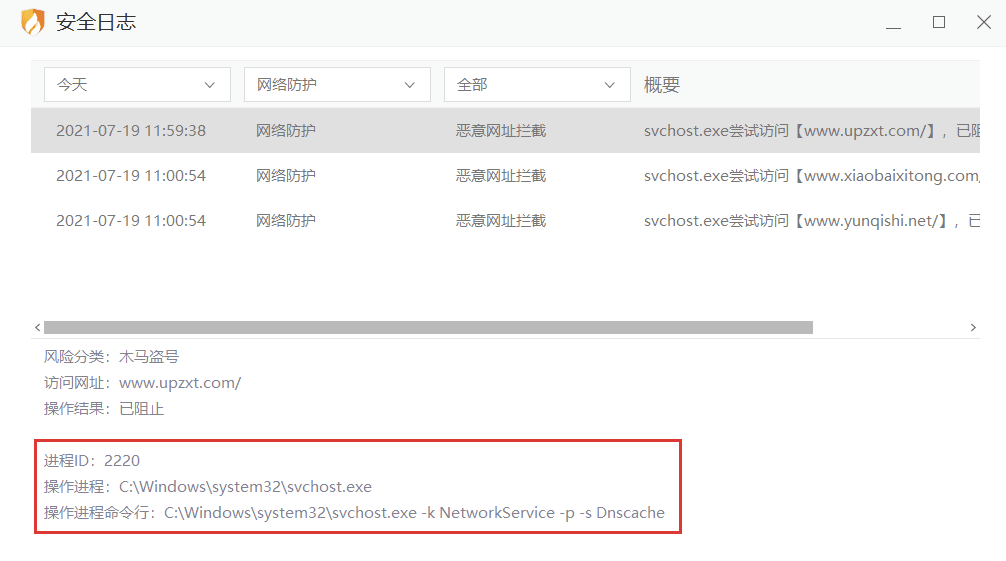 安全日志
今天 网络防护 全部 概要
2021-07-19 11:59:38 网络防护 恶意网址拦截 svchost.exe尝试访问【www.upzxt.com/】，已阻
2021-07-19 11:00:54 网络防护 恶意网址拦截 svchost.exe尝试访问【www.xiaobaixitong.com/
2021-07-19 11:00:54 网络防护 恶意网址拦截 svchost.exe尝试访问【www.yunqishi.net/】，已
风险分类：木马盗号
访问网址：www.upzxt.com/
操作结果：已阻止
进程ID：2220
操作进程：C:\Windows\system32\svchost.exe
操作进程命令行：C:\Windows\system32\svchost.exe -k NetworkService -p -s Dnscache